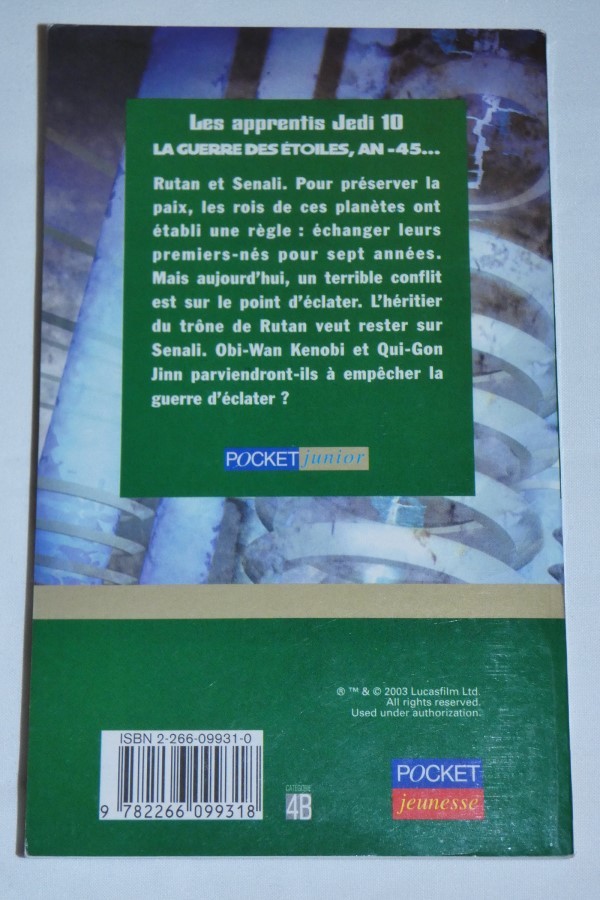 Les apprentis Jedi 10
LA GUERRE DES ÉTOILES, AN -45...
Rutan et Senali. Pour préserver la
paix, les rois de ces planètes ont
établi une règle : échanger leurs
premiers-nés pour sept années.
Mais aujourd'hui, un terrible conflit
est sur le point d'éclater. L'héritier
du trône de Rutan veut rester sur
Senali. Obi-Wan Kenobi et Qui-Gon
Jinn parviendront-ils à empêcher la
guerre d'éclater ?
POCKET junior
® ™ & © 2003 Lucasfilm Ltd.
All rights reserved.
Used under authorization.
ISBN 2-266-09931-0
9 782266 099318
CATÉGORIE
4B
POCKET
jeunesse